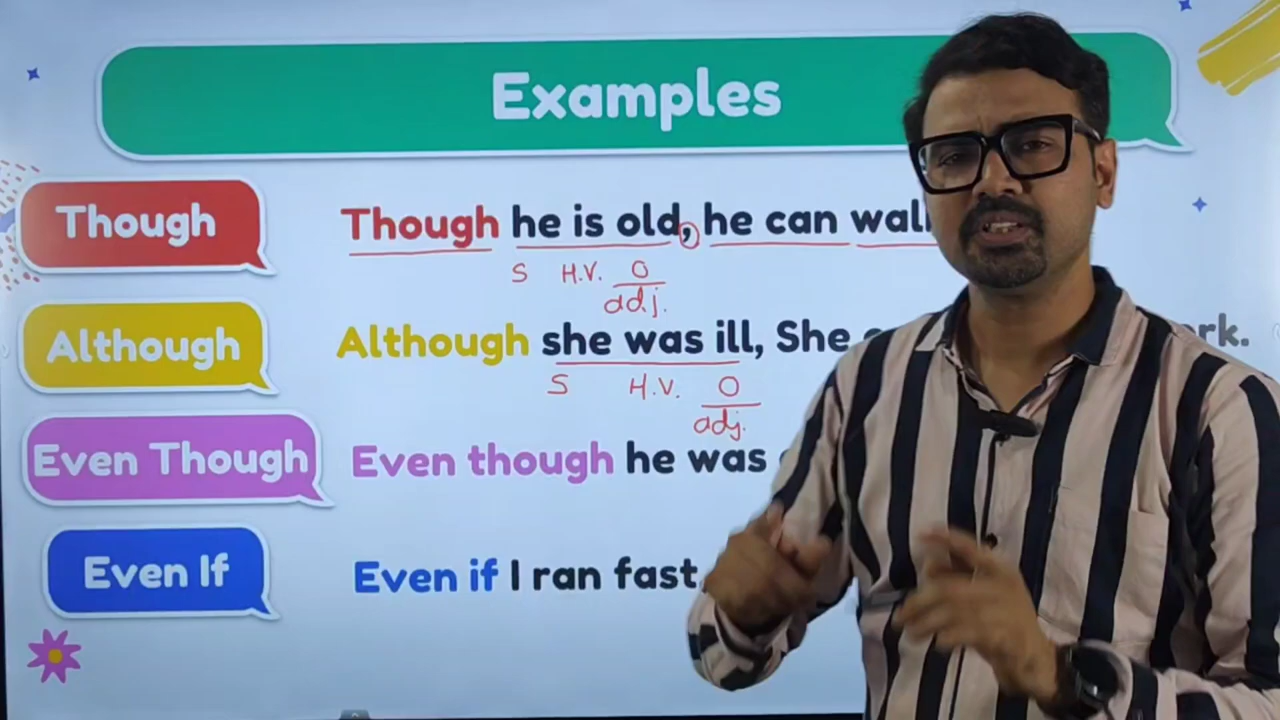 Examples
Though
Though he is old, he can
S H.V. O
adj.
Although
Although she was ill, She
S H.V. O
adj.
Even Though
Even though he was
Even If
Even if I ran fast